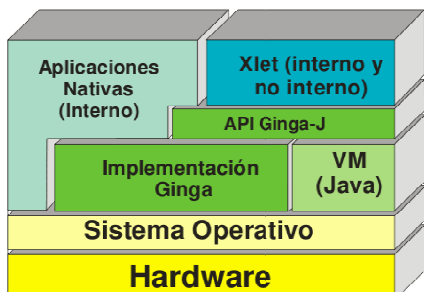 Aplicaciones
Nativas
(Interno)
Xlet (interno y
no interno)
API Ginga-J
Implementación
Ginga
VM
(Java)
Sistema Operativo
Hardware